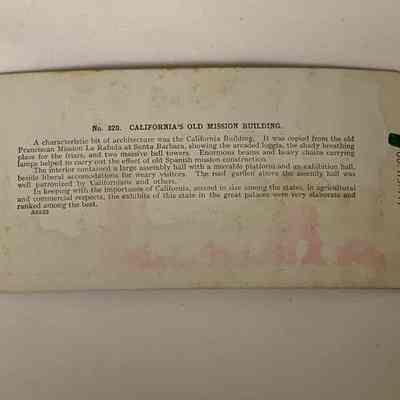 No. 320. CALIFORNIA'S OLD MISSION BUILDING.
A characteristic bit of architecture was the California Building. It was copied from the old
Franciscan Mission La Rabida at Santa Barbara, showing the arcaded loggia, the shady breathing
place for the friars, and two massive bell towers. Enormous beams and heavy chains carrying
lamps helped to carry out the effect of old Spanish mission construction.
The interior contained a large assembly hall with a movable platform and an exhibition hall,
beside liberal accomodations for weary visitors. The roof garden above the assembly hall was
well patronized by Californians and others.
In keeping with the importance of California, second in size among the states, in agricultural
and commercial respects, the exhibits of this state in the great palaces were very elaborate and
ranked among the best.